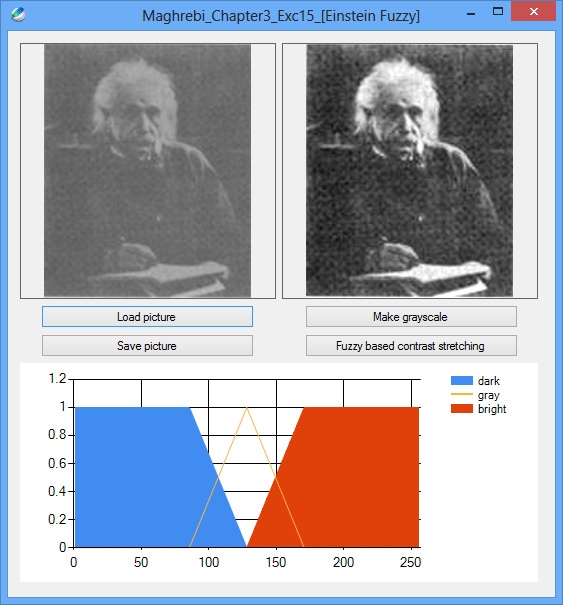 Maghrebi_Chapter3_Exc15_[Einstein Fuzzy]
Load picture
Make grayscale
Save picture
Fuzzy based contrast stretching
1.2
1
0.8
0.6
0.4
0.2
0
0 50 100 150 200 250
dark
gray
bright